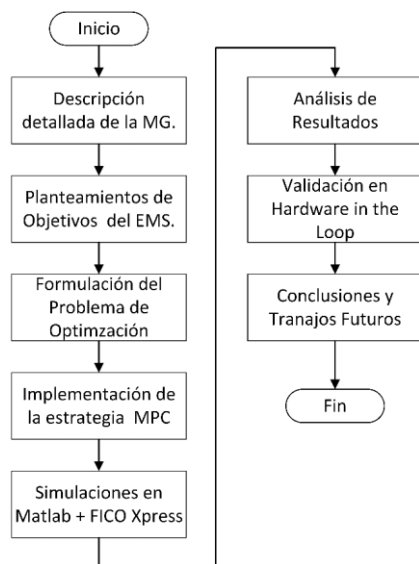 Inicio
Descripción
detallada de la MG.
Planteamientos de
Objetivos del EMS.
Formulación del
Problema de
Optimzación
Implementación de
la estrategia MPC
Simulaciones en
Matlab + FICO Xpress
Análisis de
Resultados
Validación en
Hardware in the
Loop
Conclusiones y
Tranajos Futuros
Fin